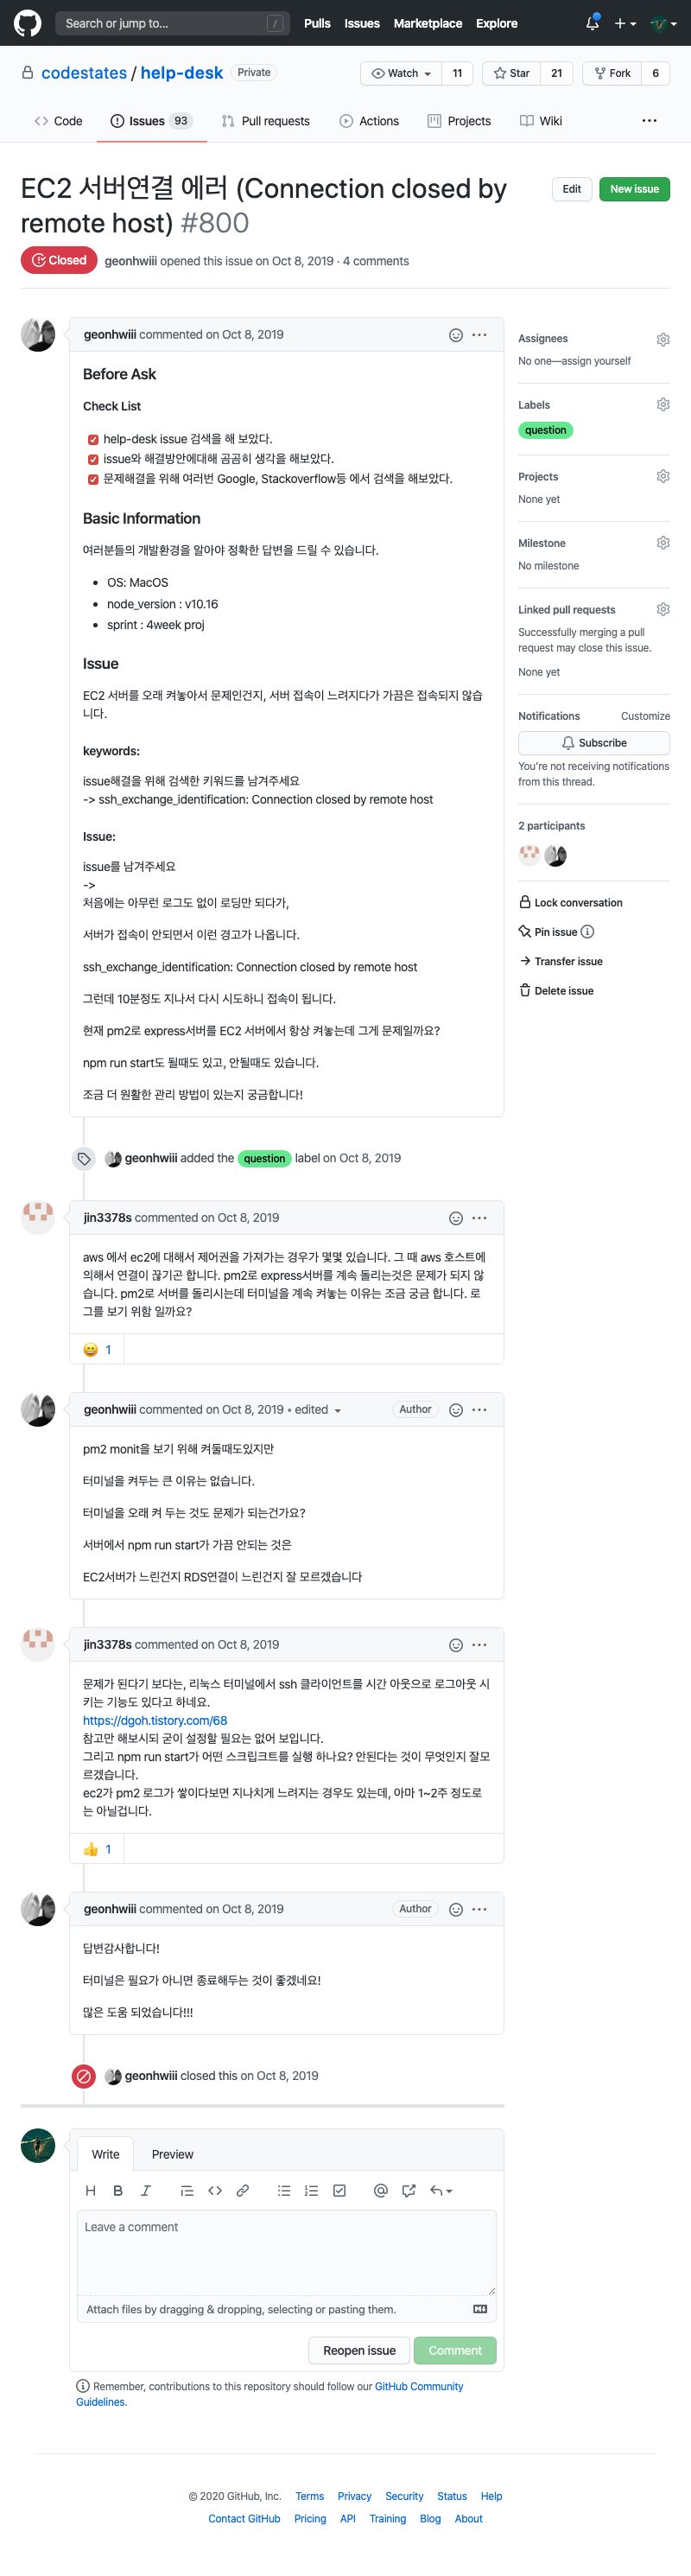 Search or jump to...
/
Pulls
Issues
Marketplace
Explore
codestates / help-desk
Private
Watch
11
Star
21
Fork
6
Code
Issues 93
Pull requests
Actions
Projects
Wiki
EC2 서버연결 에러 (Connection closed by
remote host) #800
Edit
New issue
Closed
geonhwiii opened this issue on Oct 8, 2019 · 4 comments
geonhwiii commented on Oct 8, 2019
Before Ask
Check List
help-desk issue 검색을 해 보았다.
issue와 해결방안에대해 곰곰히 생각을 해보았다.
문제해결을 위해 여러번 Google, Stackoverflow등 에서 검색을 해보았다.
Basic Information
여러분들의 개발환경을 알아야 정확한 답변을 드릴 수 있습니다.
OS: MacOS
node_version : v10.16
sprint : 4week proj
Issue
EC2 서버를 오래 켜놓아서 문제인건지, 서버 접속이 느려지다가 가끔은 접속되지 않습
니다.
keywords:
issue해결을 위해 검색한 키워드를 남겨주세요
-> ssh_exchange_identification: Connection closed by remote host
Issue:
issue를 남겨주세요
->
처음에는 아무런 로그도 없이 로딩만 되다가,
서버가 접속이 안되면서 이런 경고가 나옵니다.
ssh_exchange_identification: Connection closed by remote host
그런데 10분정도 지나서 다시 시도하니 접속이 됩니다.
현재 pm2로 express서버를 EC2 서버에서 항상 켜놓는데 그게 문제일까요?
npm run start도 될때도 있고, 안될때도 있습니다.
조금 더 원활한 관리 방법이 있는지 궁금합니다!
Assignees
No one—assign yourself
Labels
question
Projects
None yet
Milestone
No milestone
Linked pull requests
Successfully merging a pull
request may close this issue.
None yet
Notifications
Customize
Subscribe
You're not receiving notifications
from this thread.
2 participants
Lock conversation
Pin issue
Transfer issue
Delete issue
geonhwiii added the question label on Oct 8, 2019
jin3378s commented on Oct 8, 2019
aws 에서 ec2에 대해서 제어권을 가져가는 경우가 몇몇 있습니다. 그 때 aws 호스트에
의해서 연결이 끊기곤 합니다. pm2로 express서버를 계속 돌리는것은 문제가 되지 않
습니다. pm2로 서버를 돌리시는데 터미널을 계속 켜놓는 이유는 조금 궁금 합니다. 로
그를 보기 위함 일까요?
😄 1
geonhwiii commented on Oct 8, 2019 • edited
Author
pm2 monit을 보기 위해 켜둘때도있지만
터미널을 켜두는 큰 이유는 없습니다.
터미널을 오래 켜 두는 것도 문제가 되는건가요?
서버에서 npm run start가 가끔 안되는 것은
EC2서버가 느린건지 RDS연결이 느린건지 잘 모르겠습니다
jin3378s commented on Oct 8, 2019
문제가 된다기 보다는, 리눅스 터미널에서 ssh 클라이언트를 시간 아웃으로 로그아웃 시
키는 기능도 있다고 하네요.
https://dgoh.tistory.com/68
참고만 해보시되 굳이 설정할 필요는 없어 보입니다.
그리고 npm run start가 어떤 스크립크트를 실행 하나요? 안된다는 것이 무엇인지 잘모
르겠습니다.
ec2가 pm2 로그가 쌓이다보면 지나치게 느려지는 경우도 있는데, 아마 1~2주 정도로
는 아닐겁니다.
👍 1
geonhwiii commented on Oct 8, 2019
Author
답변감사합니다!
터미널은 필요가 아니면 종료해두는 것이 좋겠네요!
많은 도움 되었습니다!!!
geonhwiii closed this on Oct 8, 2019
Write
Preview
H B I
Leave a comment
Attach files by dragging & dropping, selecting or pasting them.
Reopen issue
Comment
Remember, contributions to this repository should follow our GitHub Community
Guidelines.
© 2020 GitHub, Inc.
Terms
Privacy
Security
Status
Help
Contact GitHub
Pricing
API
Training
Blog
About